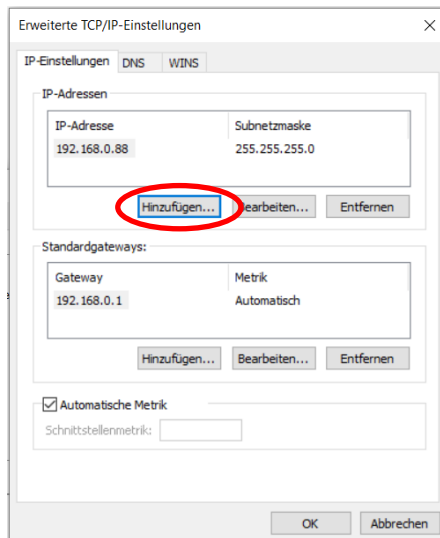 Erweiterte TCP/IP-Einstellungen
IP-Einstellungen DNS WINS
IP-Adressen
IP-Adresse Subnetzmaske
192.168.0.88 255.255.255.0
Hinzufügen... Bearbeiten... Entfernen
Standardgateways:
Gateway Metrik
192.168.0.1 Automatisch
Hinzufügen... Bearbeiten... Entfernen
Automatische Metrik
Schnittstellenmetrik:
OK Abbrechen